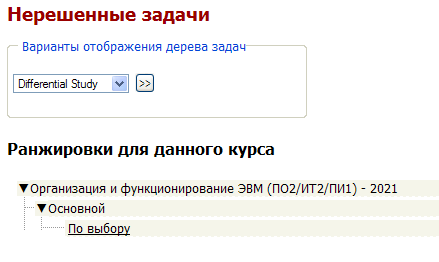 Нерешенные задачи
Варианты отображения дерева задач
Differential Study >>
Ранжировки для данного курса
▼Организация и функционирование ЭВМ (ПО2/ИТ2/ПИ1) - 2021
▼Основной
По выбору